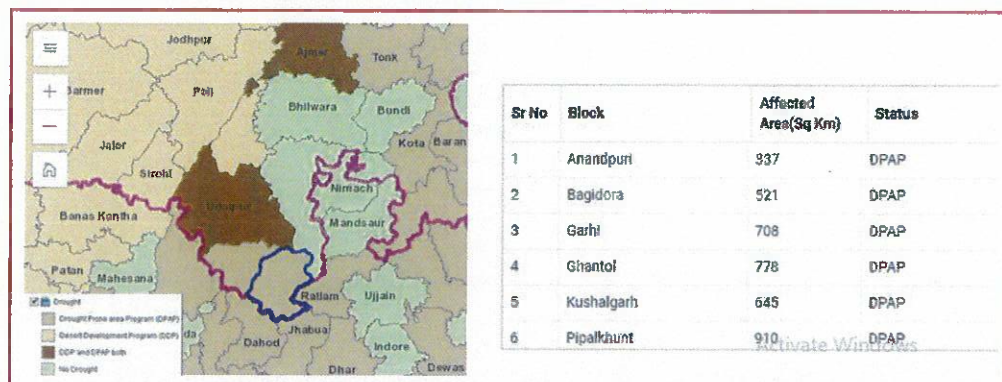 Jodhpur
Ajmer
Tonk
Barmer
Pali
Bhilwara
Bundi
Jalor
Kota
Baran
Sirohi
Nimach
Udaipur
Banas Kantha
Mandsaur
Patan
Mahesana
Ratlam
Ujjain
Jhabua
Dahod
Indore
Dhar
Dewas
Drought
Drought Prone area Program (DPAP)
Desert Development Program (DDP)
DDP and DPAP both
No Drought
Sr No Block Affected Area(Sq Km) Status
1 Anandpuri 337 DPAP
2 Bagidora 521 DPAP
3 Garhi 708 DPAP
4 Ghantol 778 DPAP
5 Kushalgarh 645 DPAP
6 Pipalkhunt 910 DPAP
Activate Windows